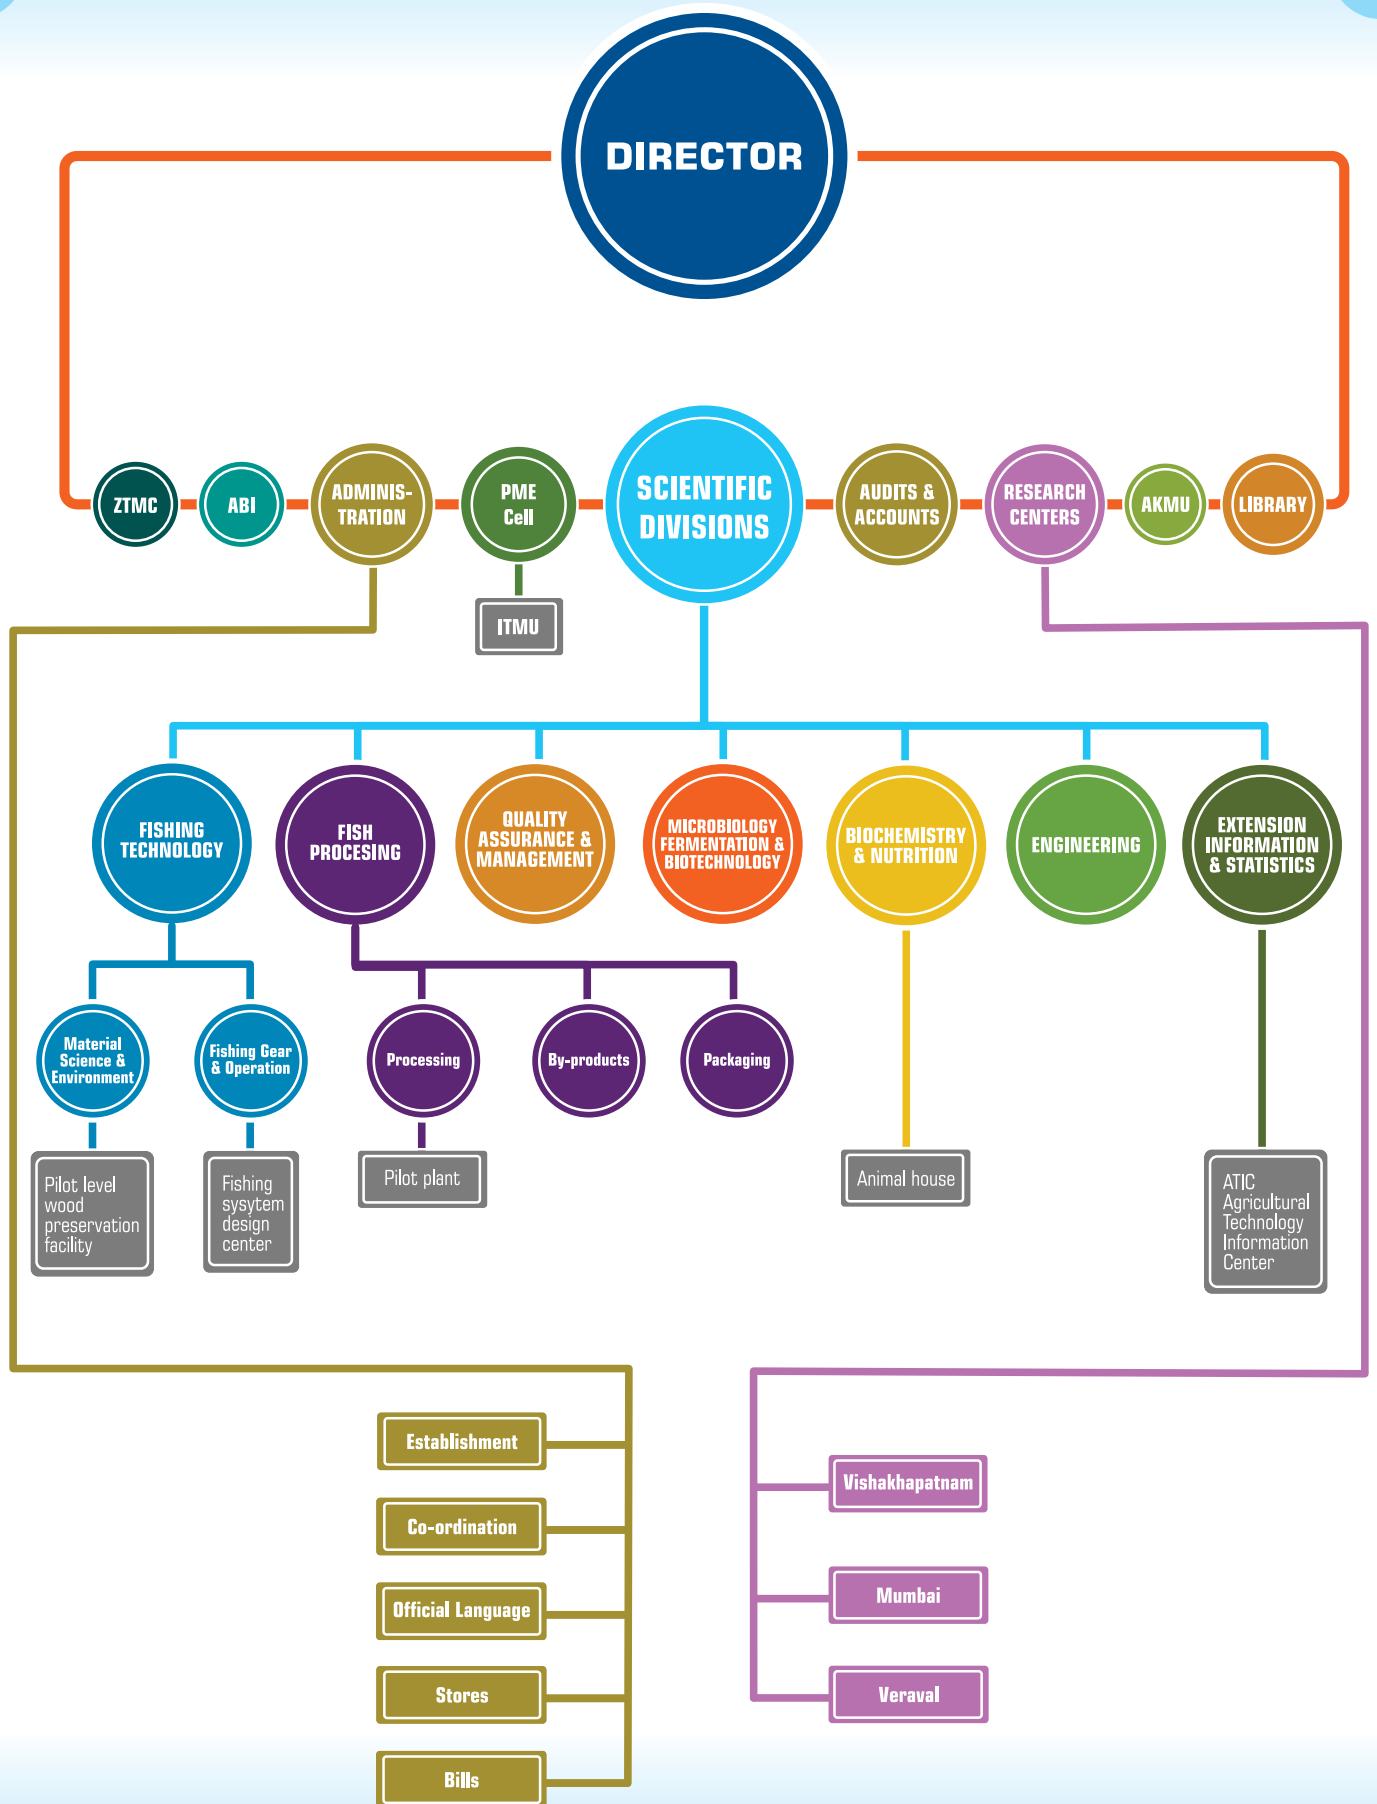 DIRECTOR
ZTMC
ABI
ADMINIS-
TRATION
PME
Cell
SCIENTIFIC
DIVISIONS
AUDITS &
ACCOUNTS
RESEARCH
CENTERS
AKMU
LIBRARY
ITMU
FISHING
TECHNOLOGY
FISH
PROCESING
QUALITY
ASSURANCE &
MANAGEMENT
MICROBIOLOGY
FERMENTATION &
BIOTECHNOLOGY
BIOCHEMISTRY
& NUTRITION
ENGINEERING
EXTENSION
INFORMATION
& STATISTICS
Material
Science &
Environment
Fishing Gear
& Operation
Processing
By-products
Packaging
Pilot level
wood
preservation
facility
Fishing
sysytem
design
center
Pilot plant
Animal house
ATIC
Agricultural
Technology
Information
Center
Establishment
Co-ordination
Official Language
Stores
Bills
Vishakhapatnam
Mumbai
Veraval